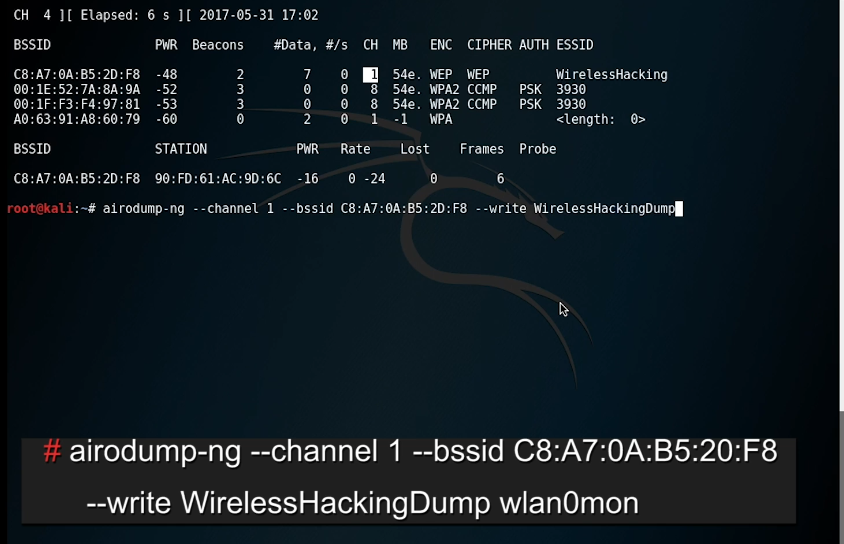 CH  4 ][ Elapsed: 6 s ][ 2017-05-31 17:02
BSSID              PWR  Beacons    #Data, #/s  CH  MB   ENC  CIPHER AUTH ESSID
C8:A7:0A:B5:2D:F8  -48        2        7    0   1  54e. WEP  WEP         WirelessHacking
00:1E:52:7A:8A:9A  -52        3        0    0   8  54e. WPA2 CCMP   PSK  3930
00:1F:F3:F4:97:81  -53        3        0    0   8  54e. WPA2 CCMP   PSK  3930
A0:63:91:A8:60:79  -60        0        2    0   1  -1   WPA              <length:  0>
BSSID              STATION            PWR   Rate    Lost    Frames  Probe
C8:A7:0A:B5:2D:F8  90:FD:61:AC:9D:6C  -16    0 -24      0        6
root@kali:~# airodump-ng --channel 1 --bssid C8:A7:0A:B5:2D:F8 --write WirelessHackingDump
# airodump-ng --channel 1 --bssid C8:A7:0A:B5:20:F8
--write WirelessHackingDump wlan0mon